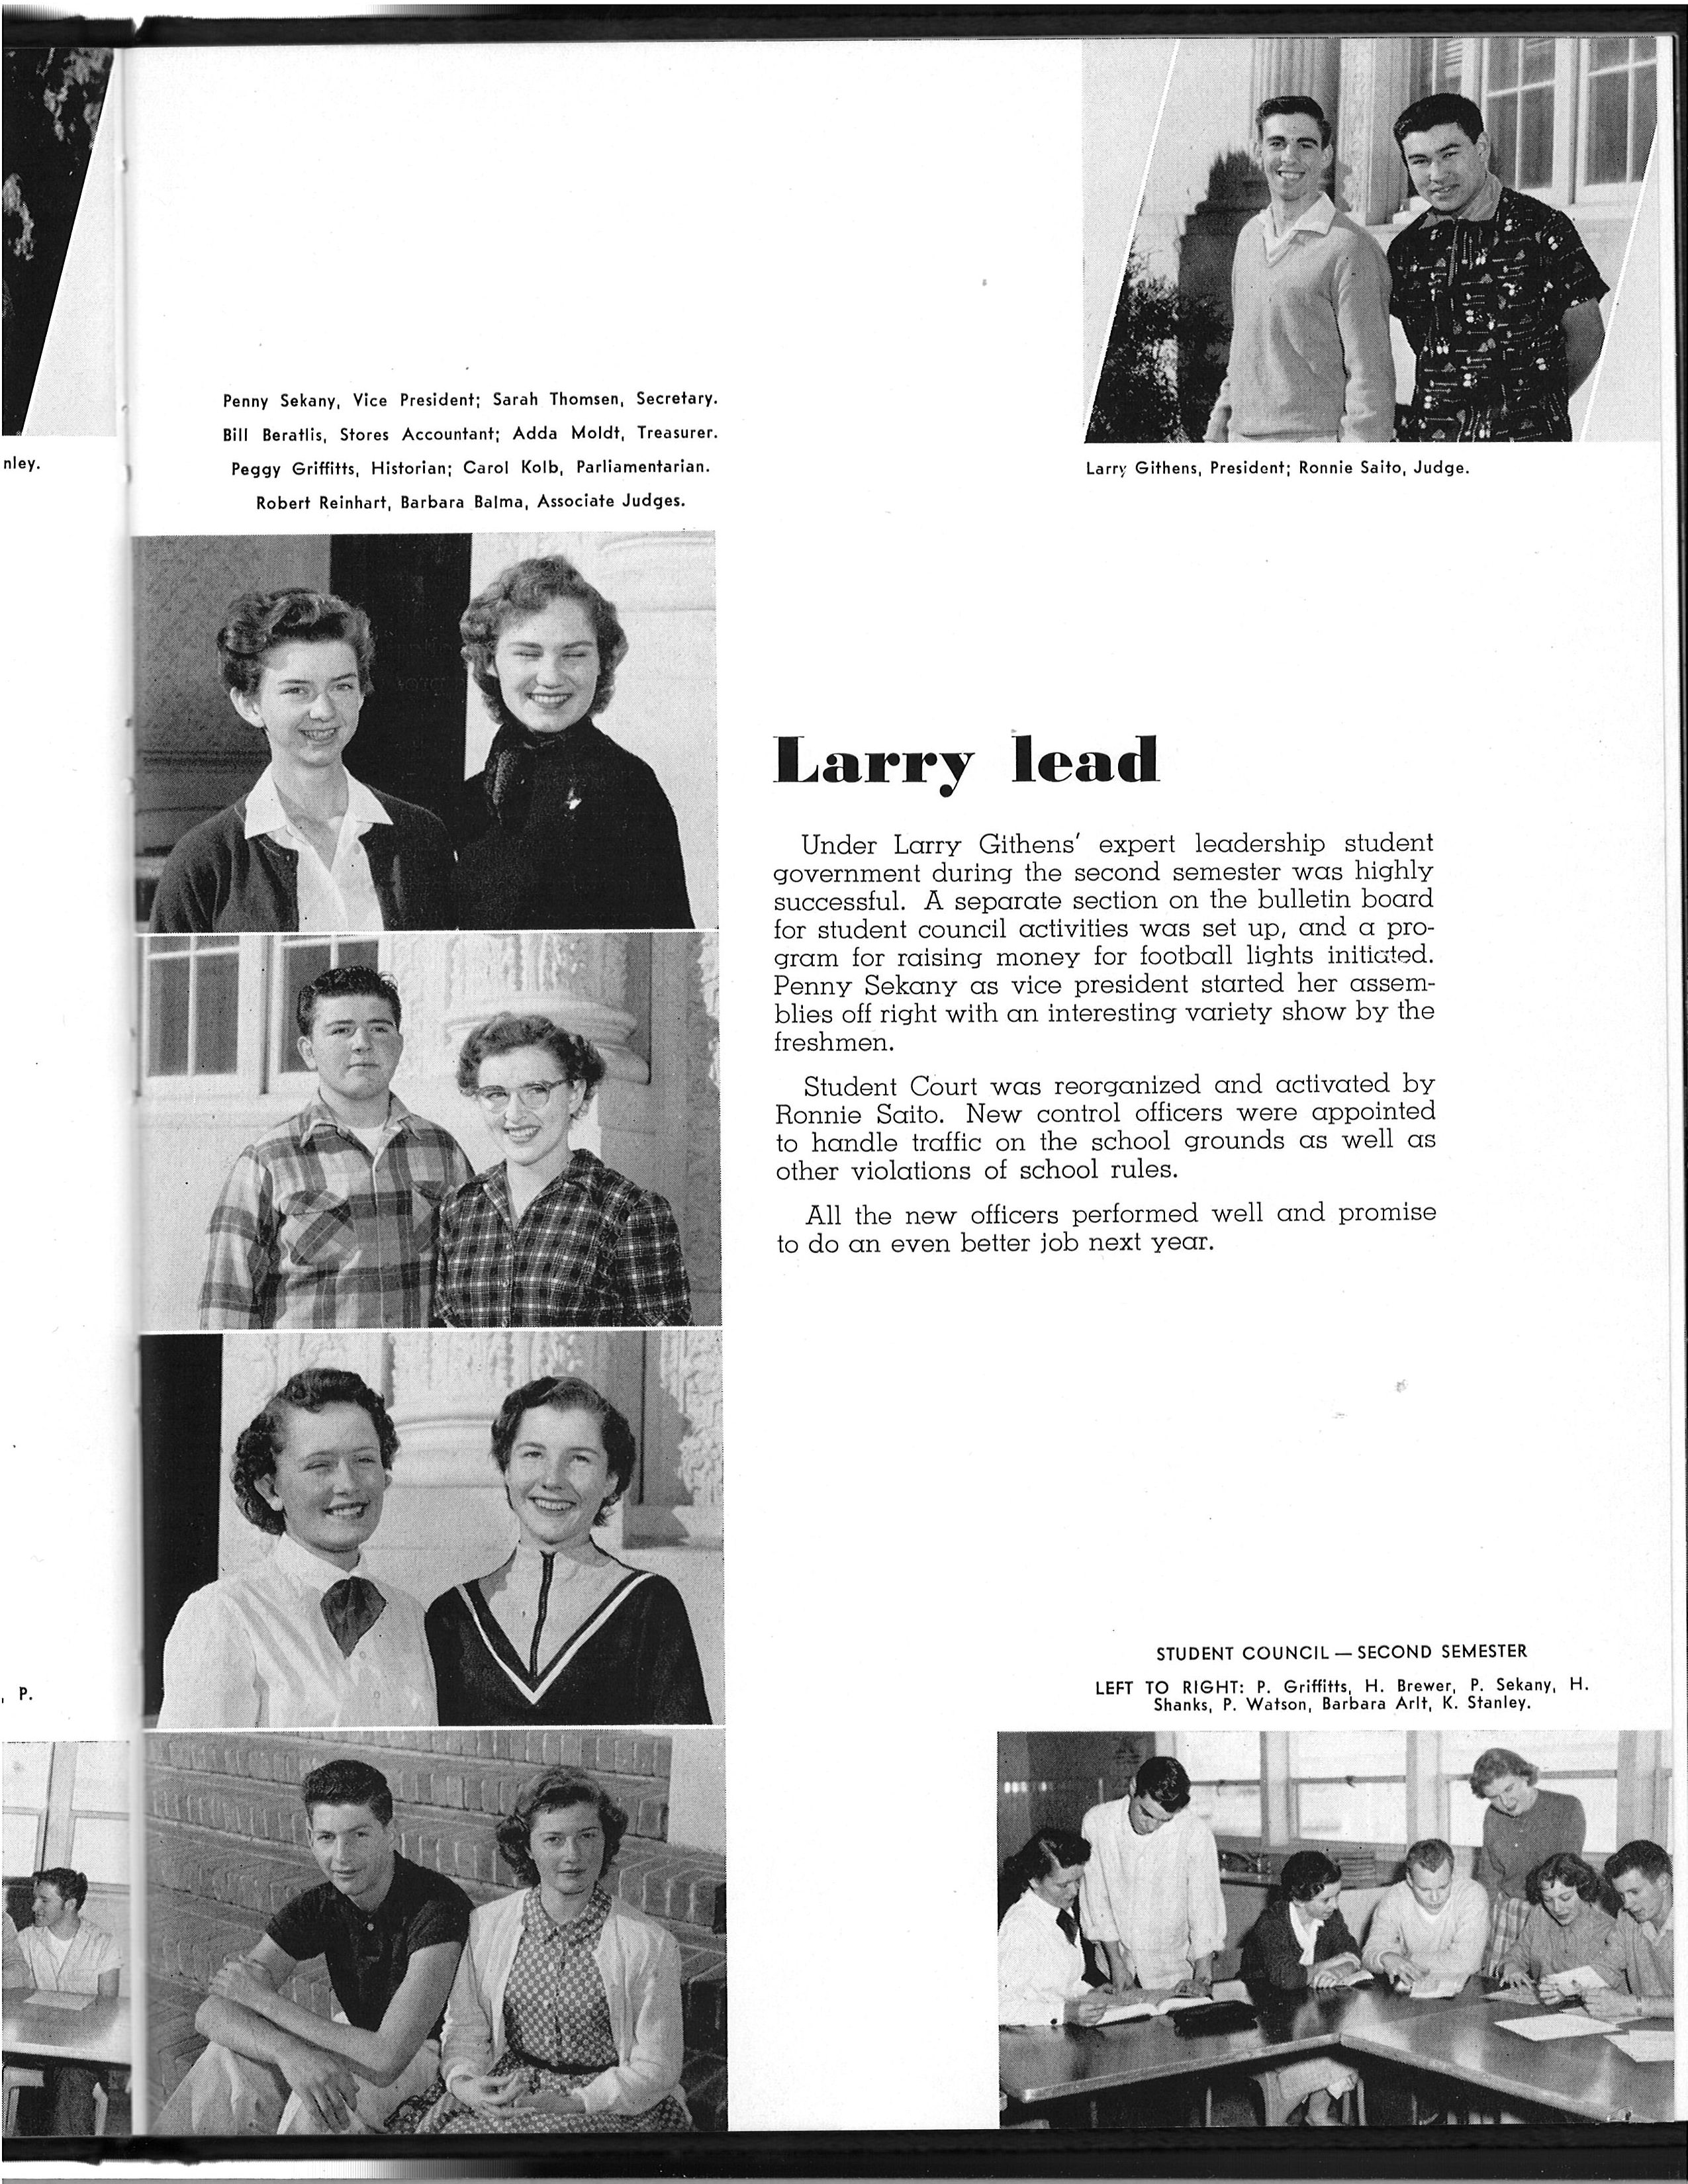 nley.
Penny Sekany, Vice President; Sarah Thomsen, Secretary.
Bill Beratlis, Stores Accountant; Adda Moldt, Treasurer.
Peggy Griffitts, Historian; Carol Kolb, Parliamentarian.
Robert Reinhart, Barbara Balma, Associate Judges.
Larry Githens, President; Ronnie Saito, Judge.
Larry lead
Under Larry Githens' expert leadership student
government during the second semester was highly
successful. A separate section on the bulletin board
for student council activities was set up, and a pro-
gram for raising money for football lights initiated.
Penny Sekany as vice president started her assem-
blies off right with an interesting variety show by the
freshmen.
Student Court was reorganized and activated by
Ronnie Saito. New control officers were appointed
to handle traffic on the school grounds as well as
other violations of school rules.
All the new officers performed well and promise
to do an even better job next year.
, P.
STUDENT COUNCIL — SECOND SEMESTER
LEFT TO RIGHT: P. Griffitts, H. Brewer, P. Sekany, H.
Shanks, P. Watson, Barbara Arlt, K. Stanley.